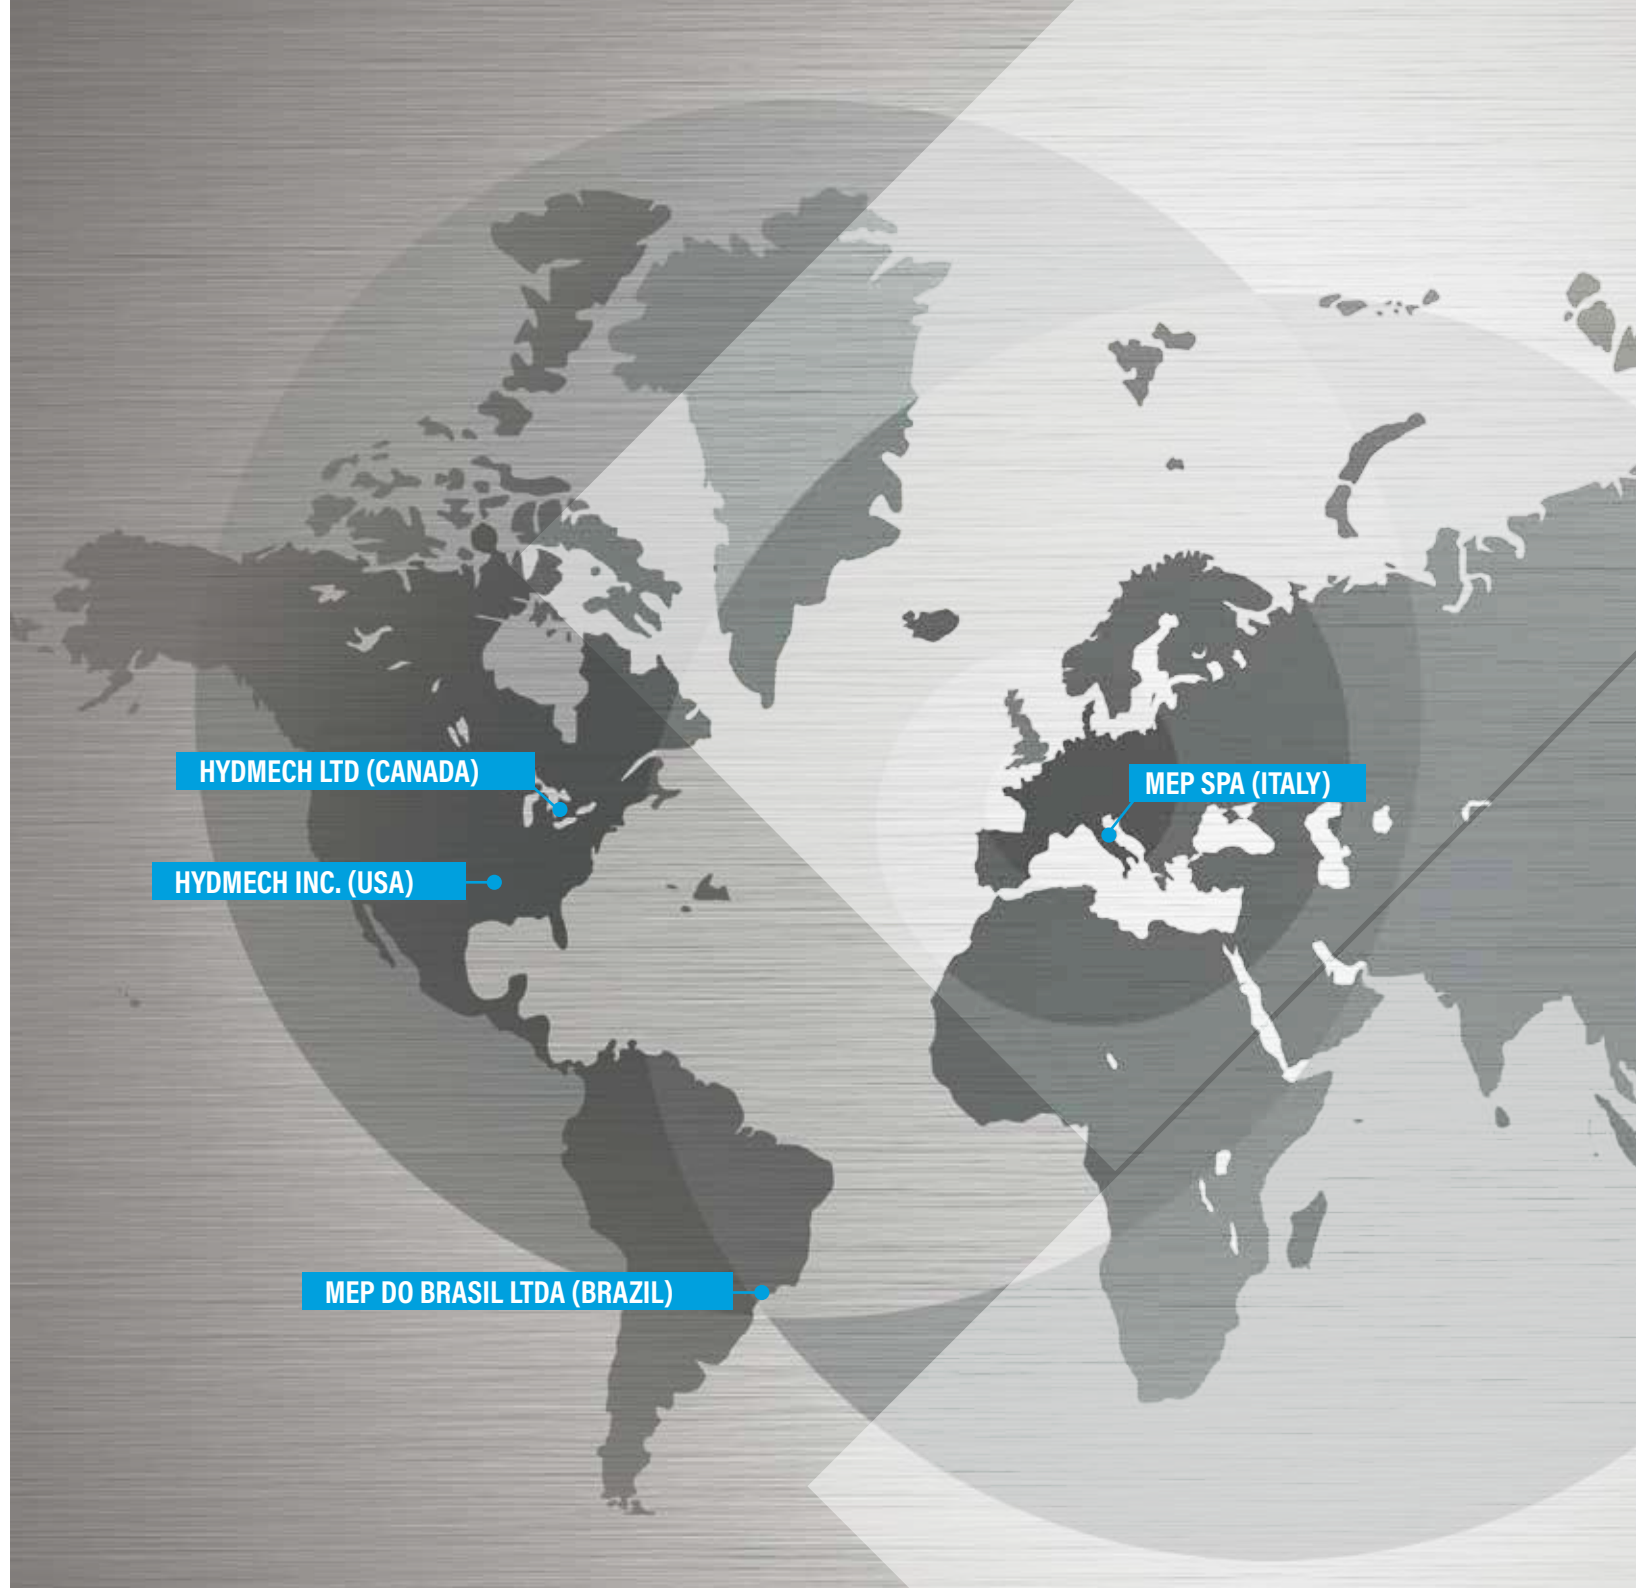 HYDMECH LTD (CANADA)
MEP SPA (ITALY)
HYDMECH INC. (USA)
MEP DO BRASIL LTDA (BRAZIL)